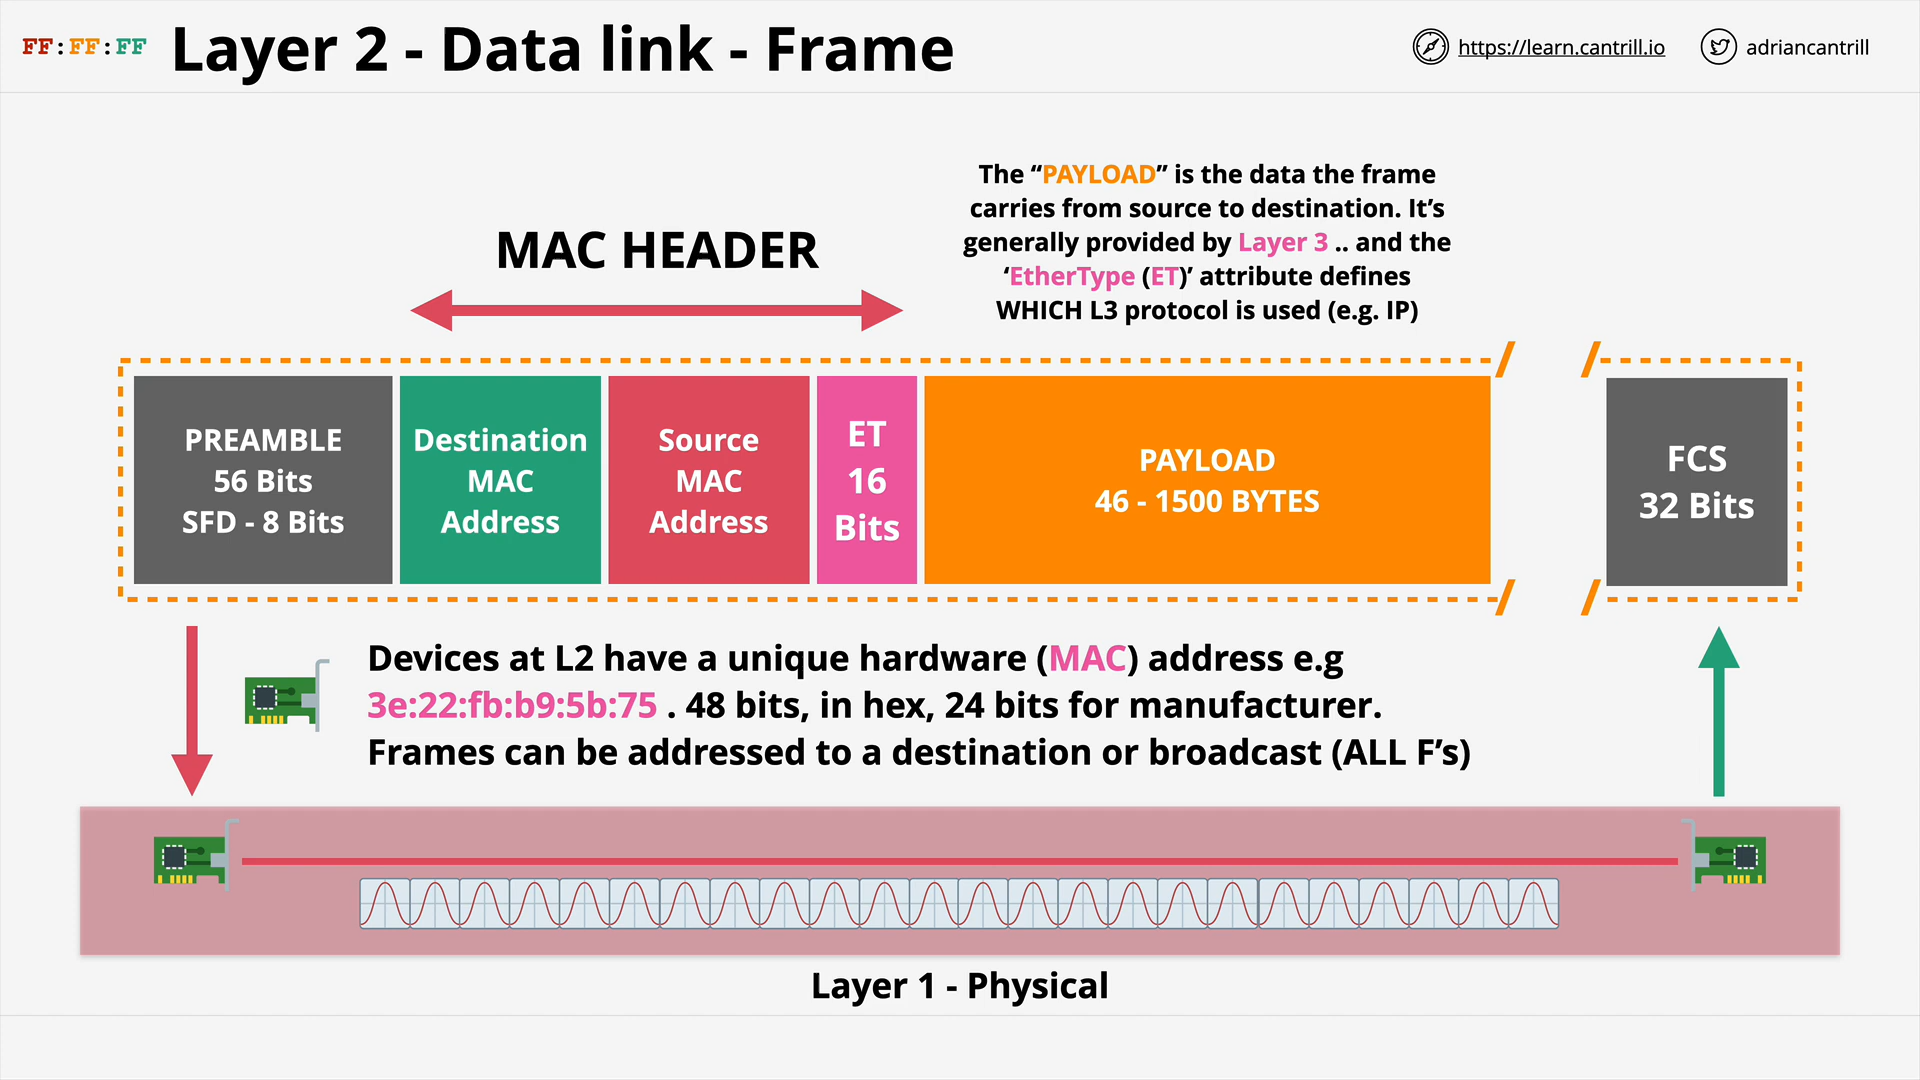 FF:FF:FF
Layer 2 - Data link - Frame
https://learn.cantrill.io
adriancantrill
The “PAYLOAD” is the data the frame
carries from source to destination. It’s
generally provided by Layer 3 .. and the
‘EtherType (ET)’ attribute defines
WHICH L3 protocol is used (e.g. IP)
MAC HEADER
PREAMBLE
56 Bits
SFD - 8 Bits
Destination
MAC
Address
Source
MAC
Address
ET
16
Bits
PAYLOAD
46 - 1500 BYTES
FCS
32 Bits
Devices at L2 have a unique hardware (MAC) address e.g
3e:22:fb:b9:5b:75 . 48 bits, in hex, 24 bits for manufacturer.
Frames can be addressed to a destination or broadcast (ALL F’s)
Layer 1 - Physical